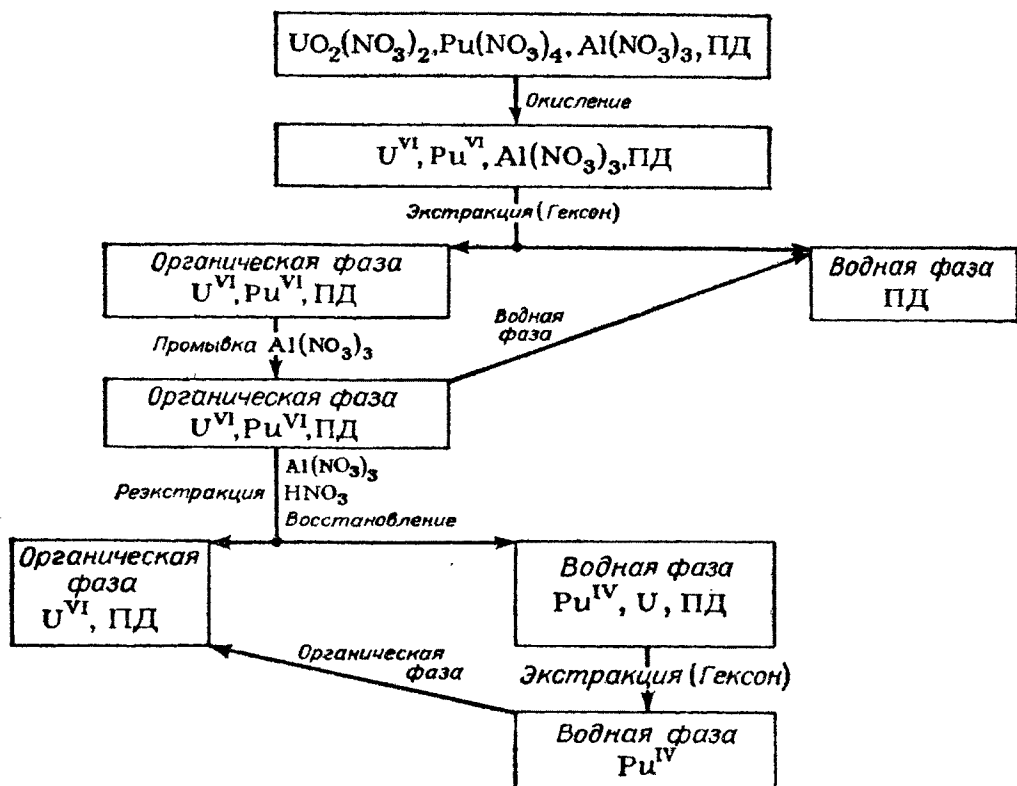 UO₂(NO₃)₂, Pu(NO₃)₄, Al(NO₃)₃, ПД
Окисление
U^VI, Pu^VI, Al(NO₃)₃, ПД
Экстракция (Гексон)
Органическая фаза
U^VI, Pu^VI, ПД
Водная фаза
ПД
Водная
фаза
Промывка Al(NO₃)₃
Органическая фаза
U^VI, Pu^VI, ПД
Al(NO₃)₃
Реэкстракция HNO₃
Восстановление
Органическая
фаза
U^VI, ПД
Водная фаза
Pu^IV, U, ПД
Органическая
фаза
Экстракция (Гексон)
Водная фаза
Pu^IV